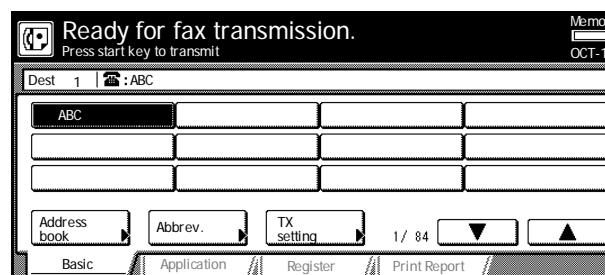 Ready for fax transmission.
Press start key to transmit
Memo
OCT-1
Dest 1 ☎:ABC
ABC
Address book
Abbrev.
TX setting
1/ 84
Basic
Application
Register
Print Report